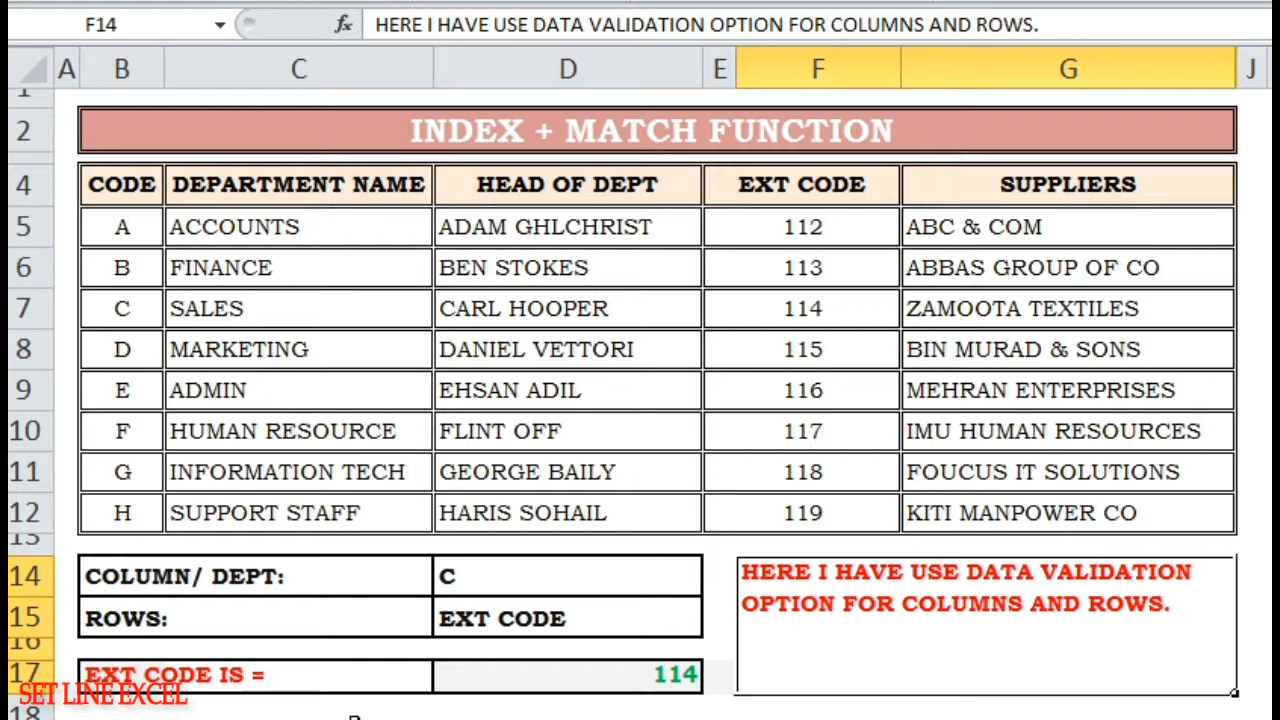 F14 fx HERE I HAVE USE DATA VALIDATION OPTION FOR COLUMNS AND ROWS.
A B C D E F G J
1
2 INDEX + MATCH FUNCTION
4 CODE DEPARTMENT NAME HEAD OF DEPT EXT CODE SUPPLIERS
5 A ACCOUNTS ADAM GHLCHRIST 112 ABC & COM
6 B FINANCE BEN STOKES 113 ABBAS GROUP OF CO
7 C SALES CARL HOOPER 114 ZAMOOTA TEXTILES
8 D MARKETING DANIEL VETTORI 115 BIN MURAD & SONS
9 E ADMIN EHSAN ADIL 116 MEHRAN ENTERPRISES
10 F HUMAN RESOURCE FLINT OFF 117 IMU HUMAN RESOURCES
11 G INFORMATION TECH GEORGE BAILY 118 FOUCUS IT SOLUTIONS
12 H SUPPORT STAFF HARIS SOHAIL 119 KITI MANPOWER CO
13
14 COLUMN/ DEPT: C HERE I HAVE USE DATA VALIDATION
15 ROWS: EXT CODE OPTION FOR COLUMNS AND ROWS.
16
17 EXT CODE IS = 114
SET LINE EXCEL
18